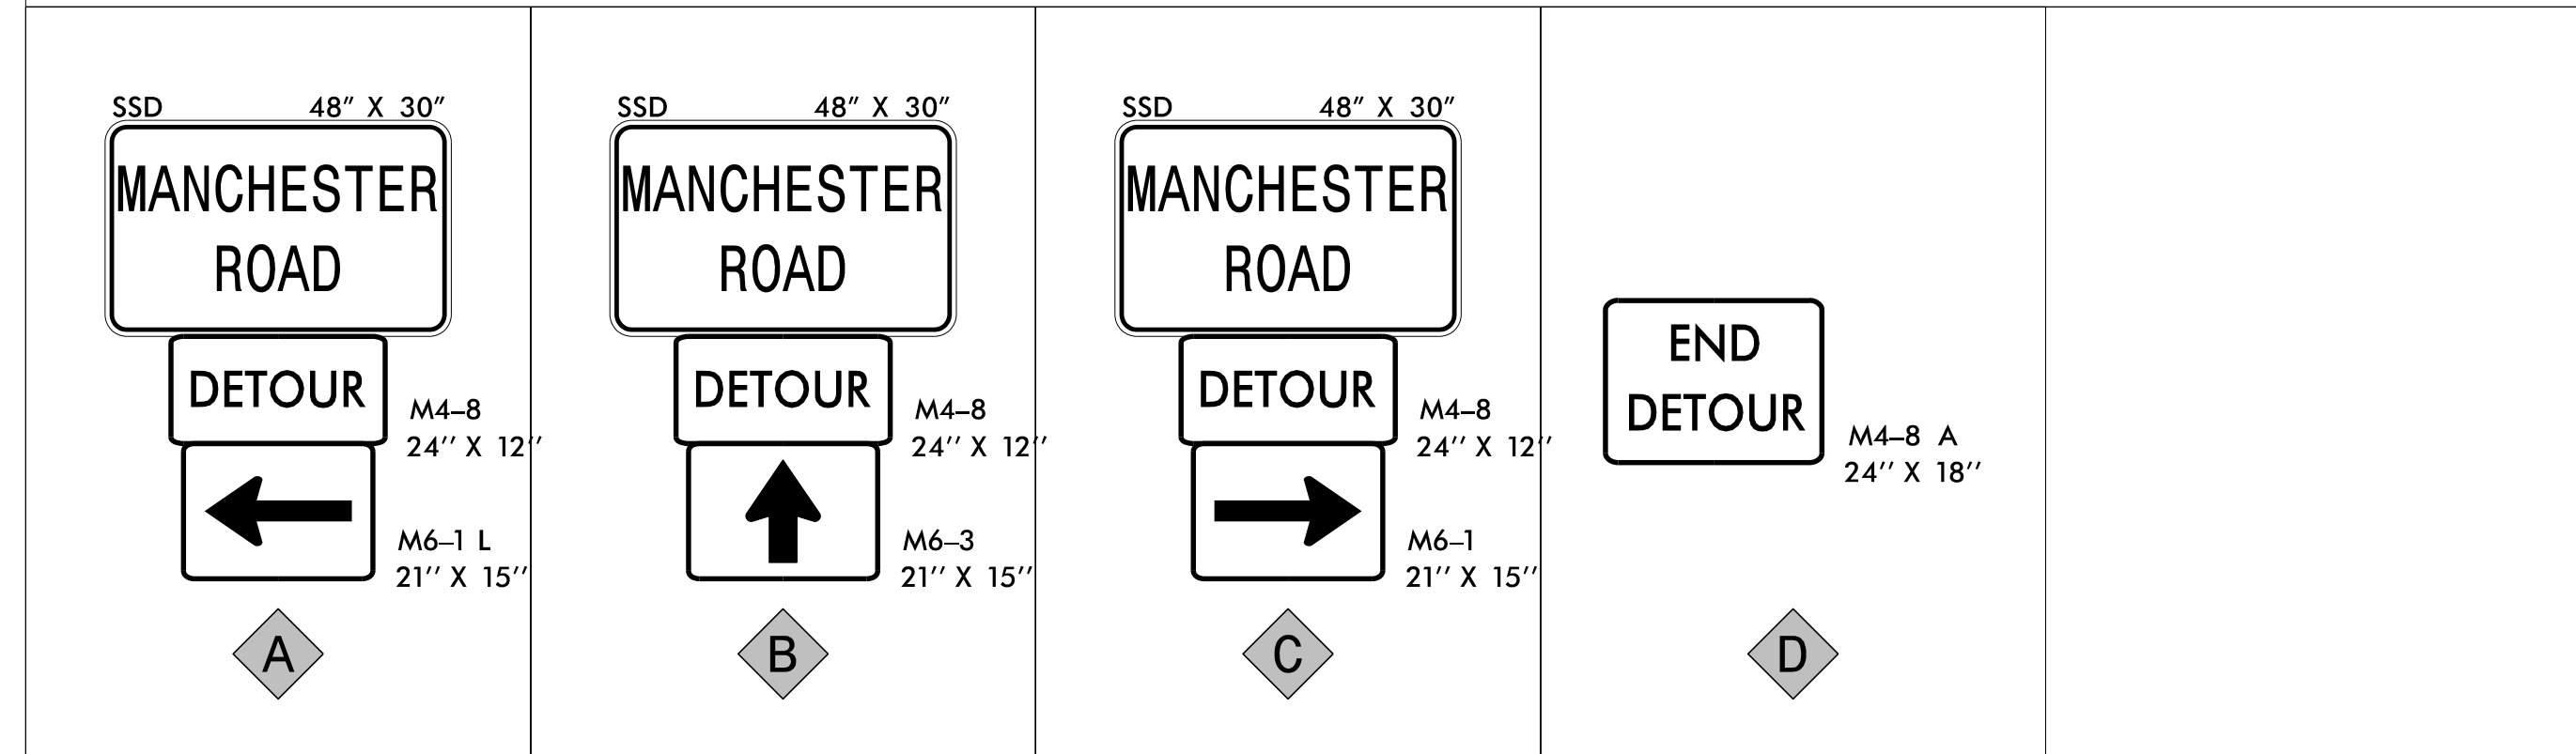 SSD 48" X 30"
MANCHESTER
ROAD
DETOUR
M4–8
24'' X 12''
M6–1 L
21'' X 15''
A
SSD 48" X 30"
MANCHESTER
ROAD
DETOUR
M4–8
24'' X 12''
M6–3
21'' X 15''
B
SSD 48" X 30"
MANCHESTER
ROAD
DETOUR
M4–8
24'' X 12''
M6–1
21'' X 15''
C
END
DETOUR
M4–8 A
24'' X 18''
D